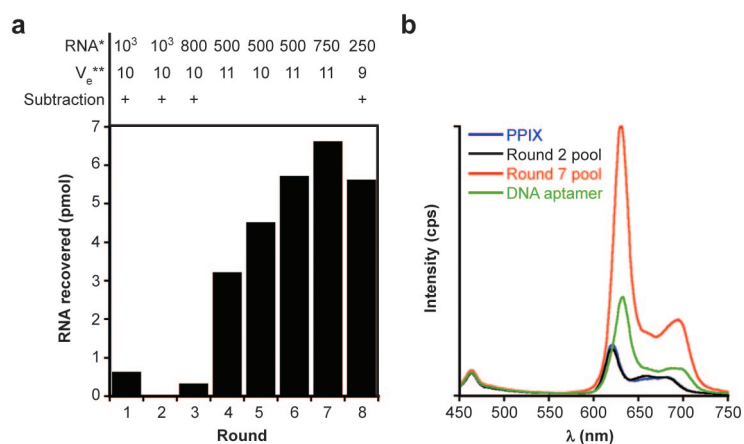 a
RNA* 10³ 10³ 800 500 500 500 750 250
Ve** 10 10 10 11 10 11 11 9
Subtraction + + + +
7
6
5
4
3
2
1
0
RNA recovered (pmol)
1 2 3 4 5 6 7 8
Round
b
PPIX
Round 2 pool
Round 7 pool
DNA aptamer
Intensity (cps)
450 500 550 600 650 700 750
λ (nm)